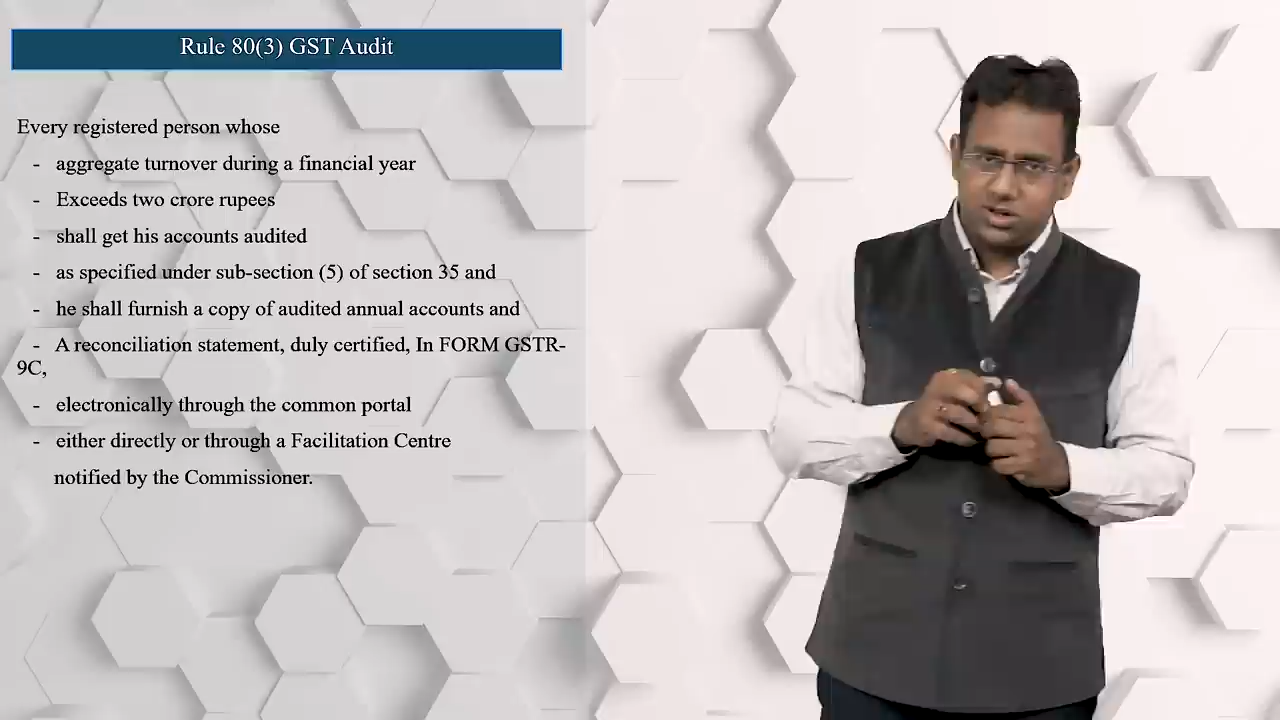 Rule 80(3) GST Audit
Every registered person whose
- aggregate turnover during a financial year
- Exceeds two crore rupees
- shall get his accounts audited
- as specified under sub-section (5) of section 35 and
- he shall furnish a copy of audited annual accounts and
- A reconciliation statement, duly certified, In FORM GSTR-
9C,
- electronically through the common portal
- either directly or through a Facilitation Centre
notified by the Commissioner.